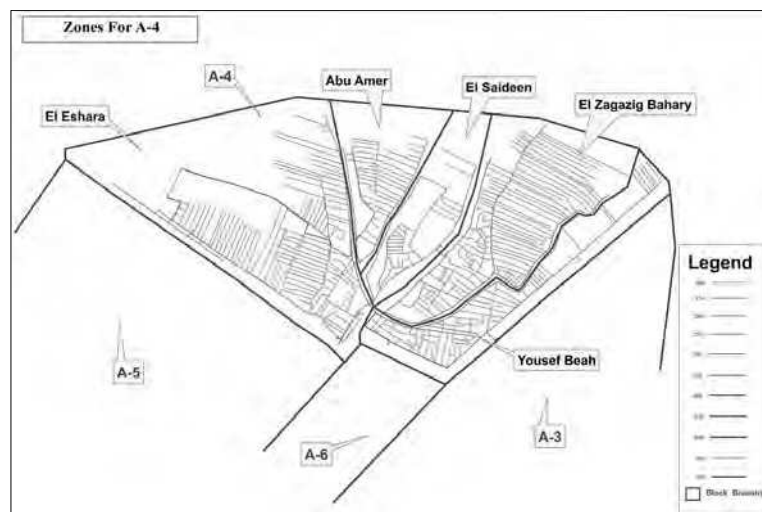 Zones For A-4
A-4
Abu Amer
El Saideen
El Zagazig Bahary
El Eshara
Legend
Yousef Beah
A-5
A-3
A-6
Block